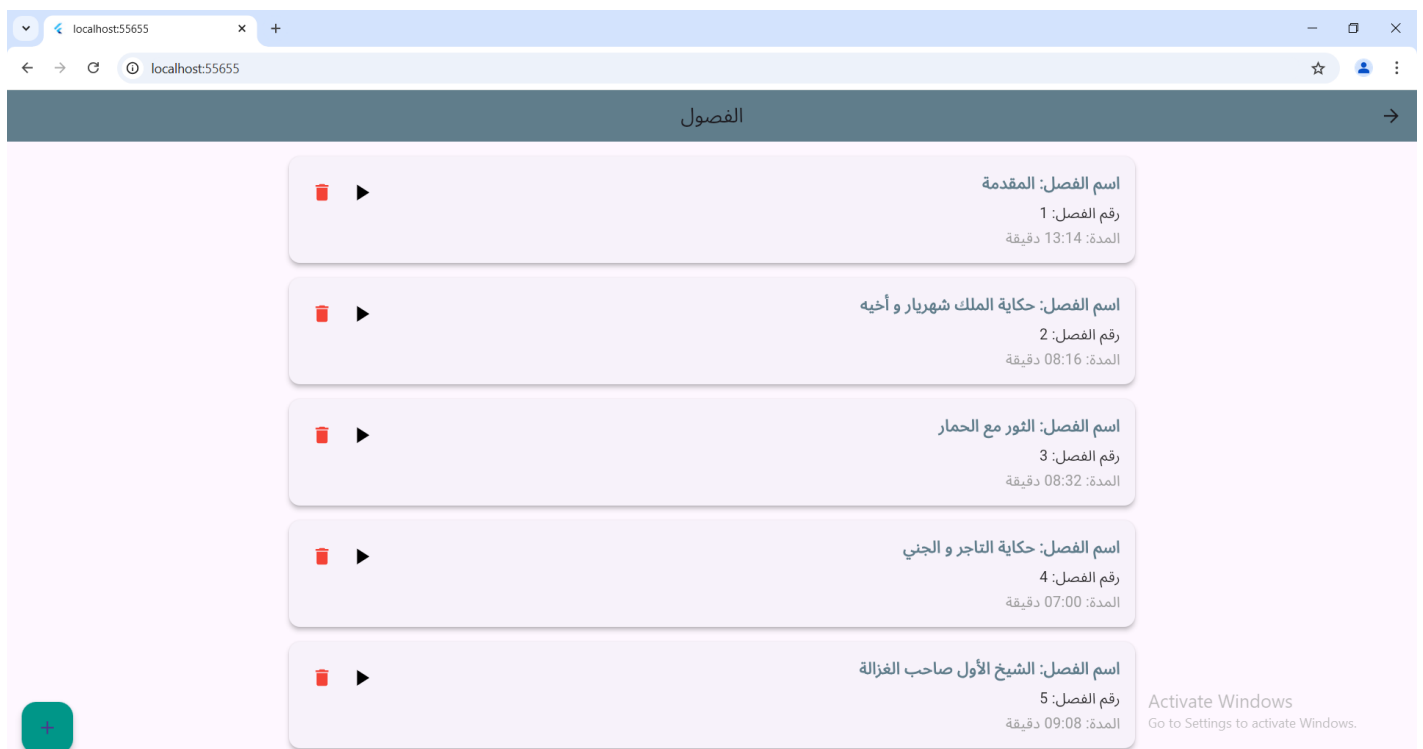 localhost:55655
localhost:55655
الفصول
اسم الفصل: المقدمة
رقم الفصل: 1
المدة: 13:14 دقيقة
اسم الفصل: حكاية الملك شهريار و أخيه
رقم الفصل: 2
المدة: 08:16 دقيقة
اسم الفصل: الثور مع الحمار
رقم الفصل: 3
المدة: 08:32 دقيقة
اسم الفصل: حكاية التاجر و الجني
رقم الفصل: 4
المدة: 07:00 دقيقة
اسم الفصل: الشيخ الأول صاحب الغزالة
رقم الفصل: 5
المدة: 09:08 دقيقة
Activate Windows
Go to Settings to activate Windows.